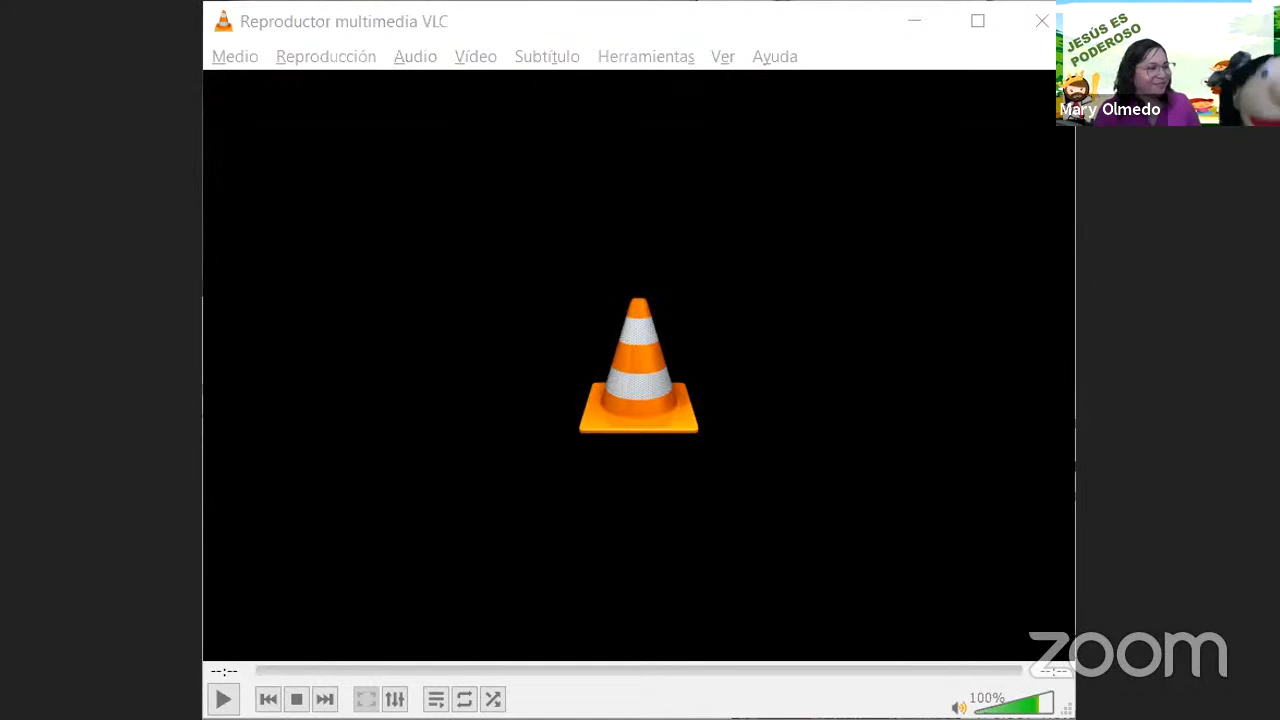 Reproductor multimedia VLC
Medio Reproducción Audio Vídeo Subtítulo Herramientas Ver Ayuda
JESÚS ES
PODEROSO
Mary Olmedo
--:--
--:--
100%
zoom